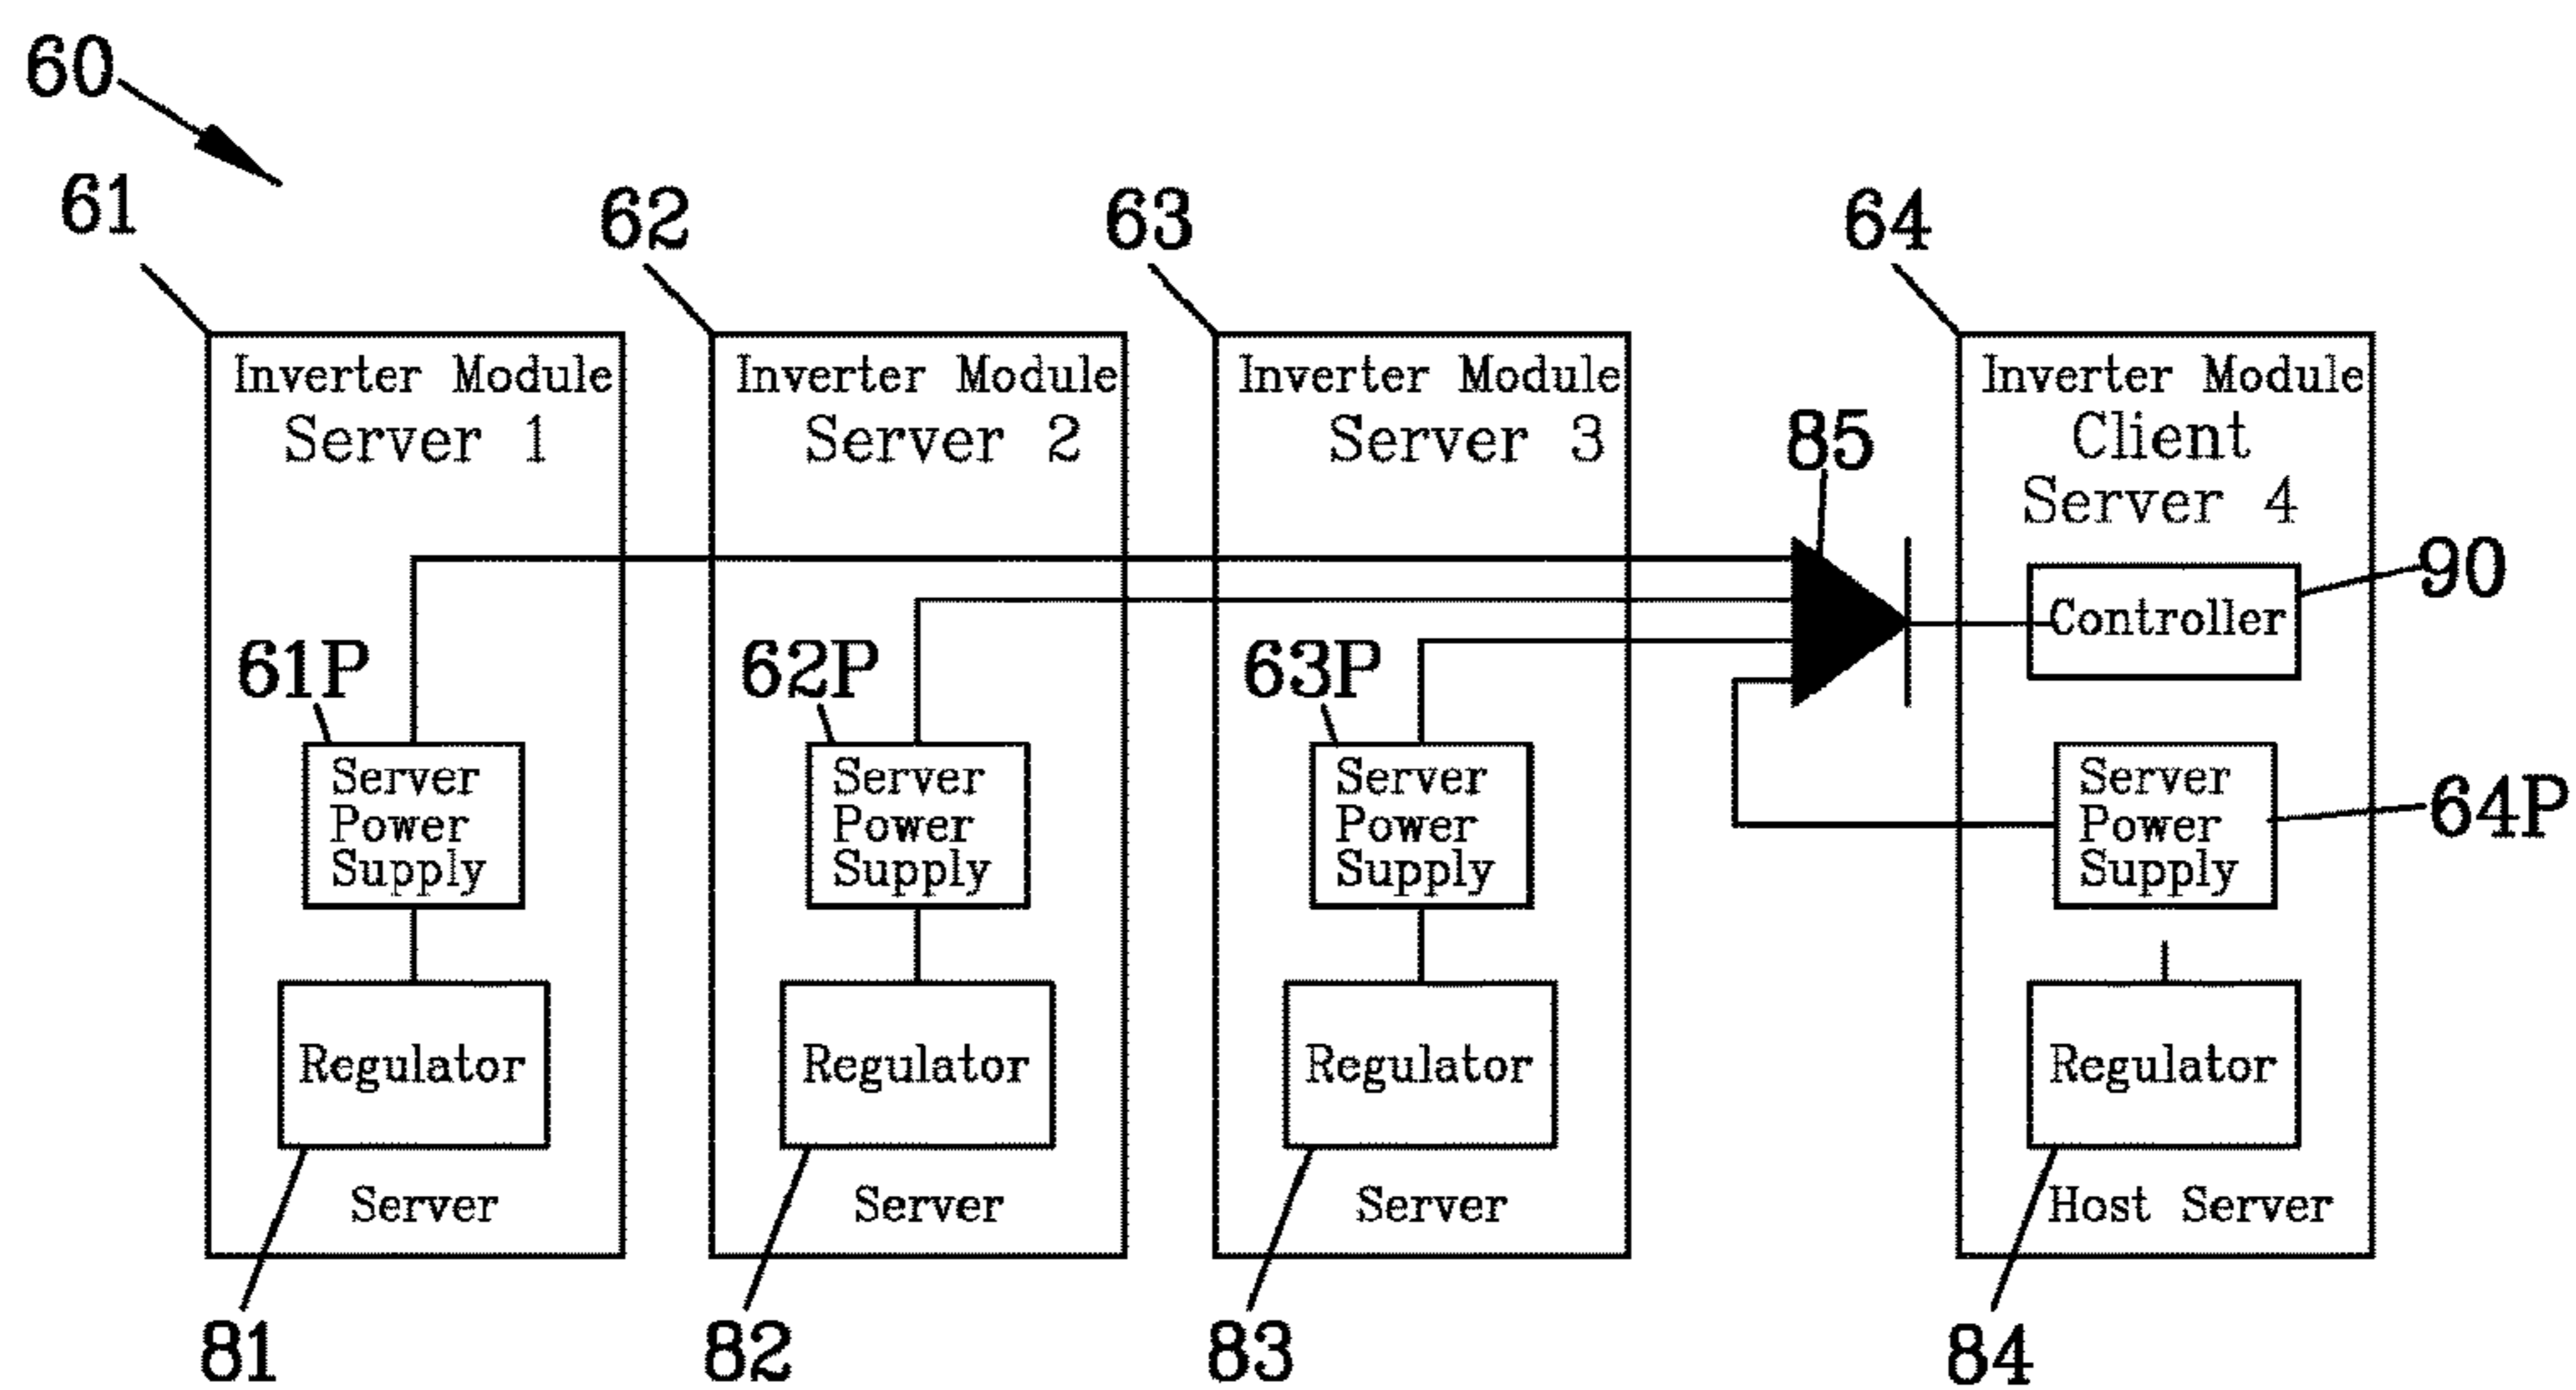 60
61
62
63
64
Inverter Module
Server 1
Inverter Module
Server 2
Inverter Module
Server 3
Inverter Module
Client
Server 4
85
90
Controller
61P
62P
63P
64P
Server
Power
Supply
Server
Power
Supply
Server
Power
Supply
Server
Power
Supply
Regulator
Regulator
Regulator
Regulator
Server
Server
Server
Host Server
81
82
83
84